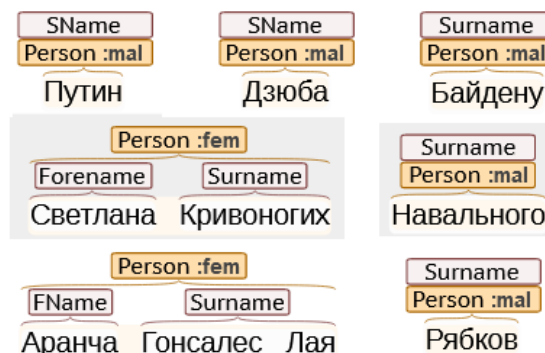 SName SName Surname
Person :mal Person :mal Person :mal
Путин Дзюба Байдену
Person :fem
Forename Surname
Светлана Кривоногих
Surname
Person :mal
Навального
Person :fem
FName Surname
Аранча Гонсалес Лая
Surname
Person :mal
Рябков